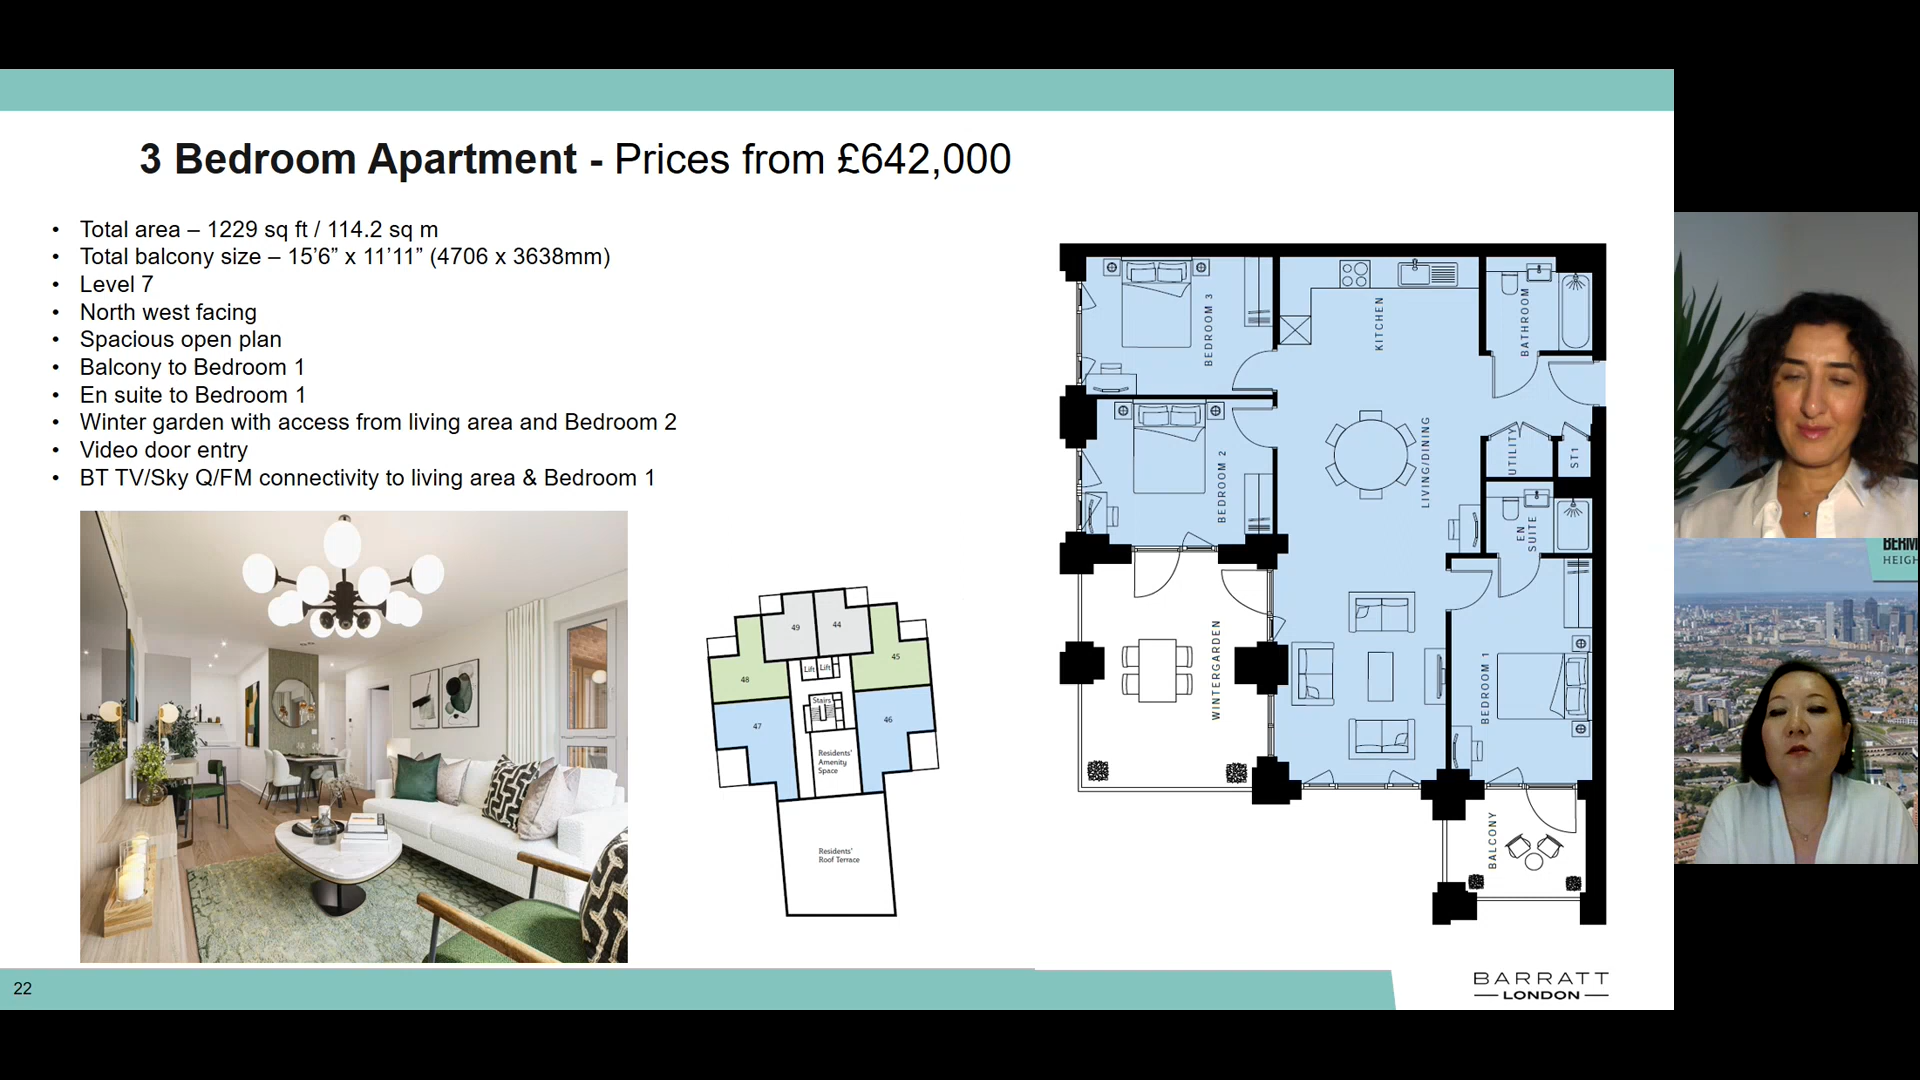 3 Bedroom Apartment - Prices from £642,000
• Total area – 1229 sq ft / 114.2 sq m
• Total balcony size – 15’6” x 11’11” (4706 x 3638mm)
• Level 7
• North west facing
• Spacious open plan
• Balcony to Bedroom 1
• En suite to Bedroom 1
• Winter garden with access from living area and Bedroom 2
• Video door entry
• BT TV/Sky Q/FM connectivity to living area & Bedroom 1
49
44
45
48
Lift
Lift
Stairs
47
46
Residents'
Amenity
Space
Residents'
Roof Terrace
BEDROOM 3
KITCHEN
BATHROOM
BEDROOM 2
LIVING/DINING
UTILITY
ST1
EN
SUITE
WINTERGARDEN
BEDROOM 1
BALCONY
22
BARRATT
LONDON
BERM
HEIGH